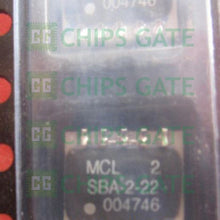 004746
CG CHIPS GATE
MCL 2
SBA-2-22
004746
CG CHIPS GATE